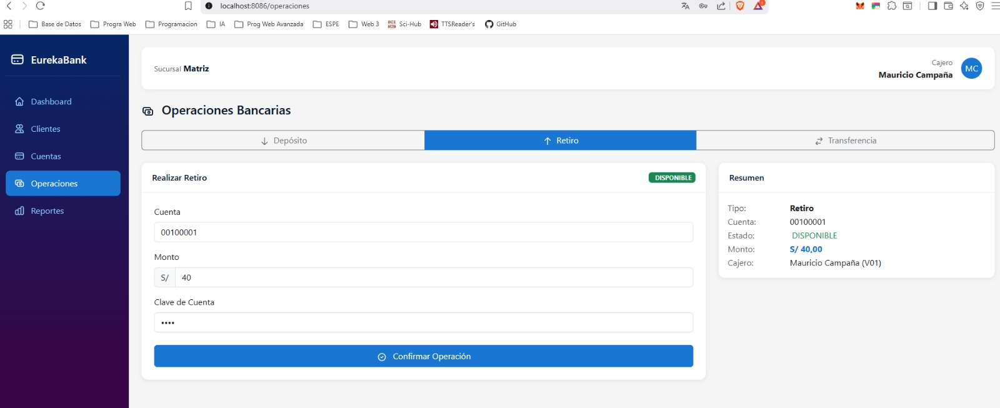 localhost:8086/operaciones
Base de Datos
Progra Web
Programacion
IA
Prog Web Avanzada
ESPE
Web 3
SCI HUB Sci-Hub
TTSReader's
GitHub
EurekaBank
Dashboard
Clientes
Cuentas
Operaciones
Reportes
Sucursal Matriz
Cajero
Mauricio Campaña
MC
Operaciones Bancarias
Depósito
Retiro
Transferencia
Realizar Retiro
DISPONIBLE
Cuenta
00100001
Monto
S/ 40
Clave de Cuenta
••••
Confirmar Operación
Resumen
Tipo: Retiro
Cuenta: 00100001
Estado: DISPONIBLE
Monto: S/ 40,00
Cajero: Mauricio Campaña (V01)